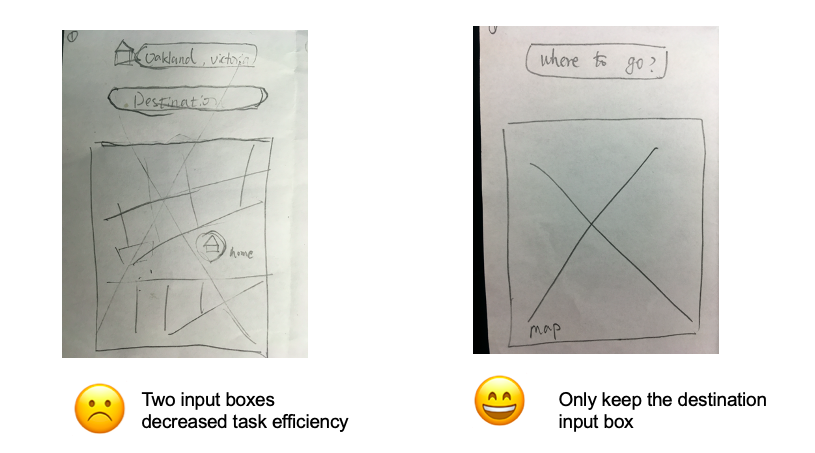 ①
Oakland, victoria
Destination
home
Two input boxes
decreased task efficiency
where to go?
map
Only keep the destination
input box